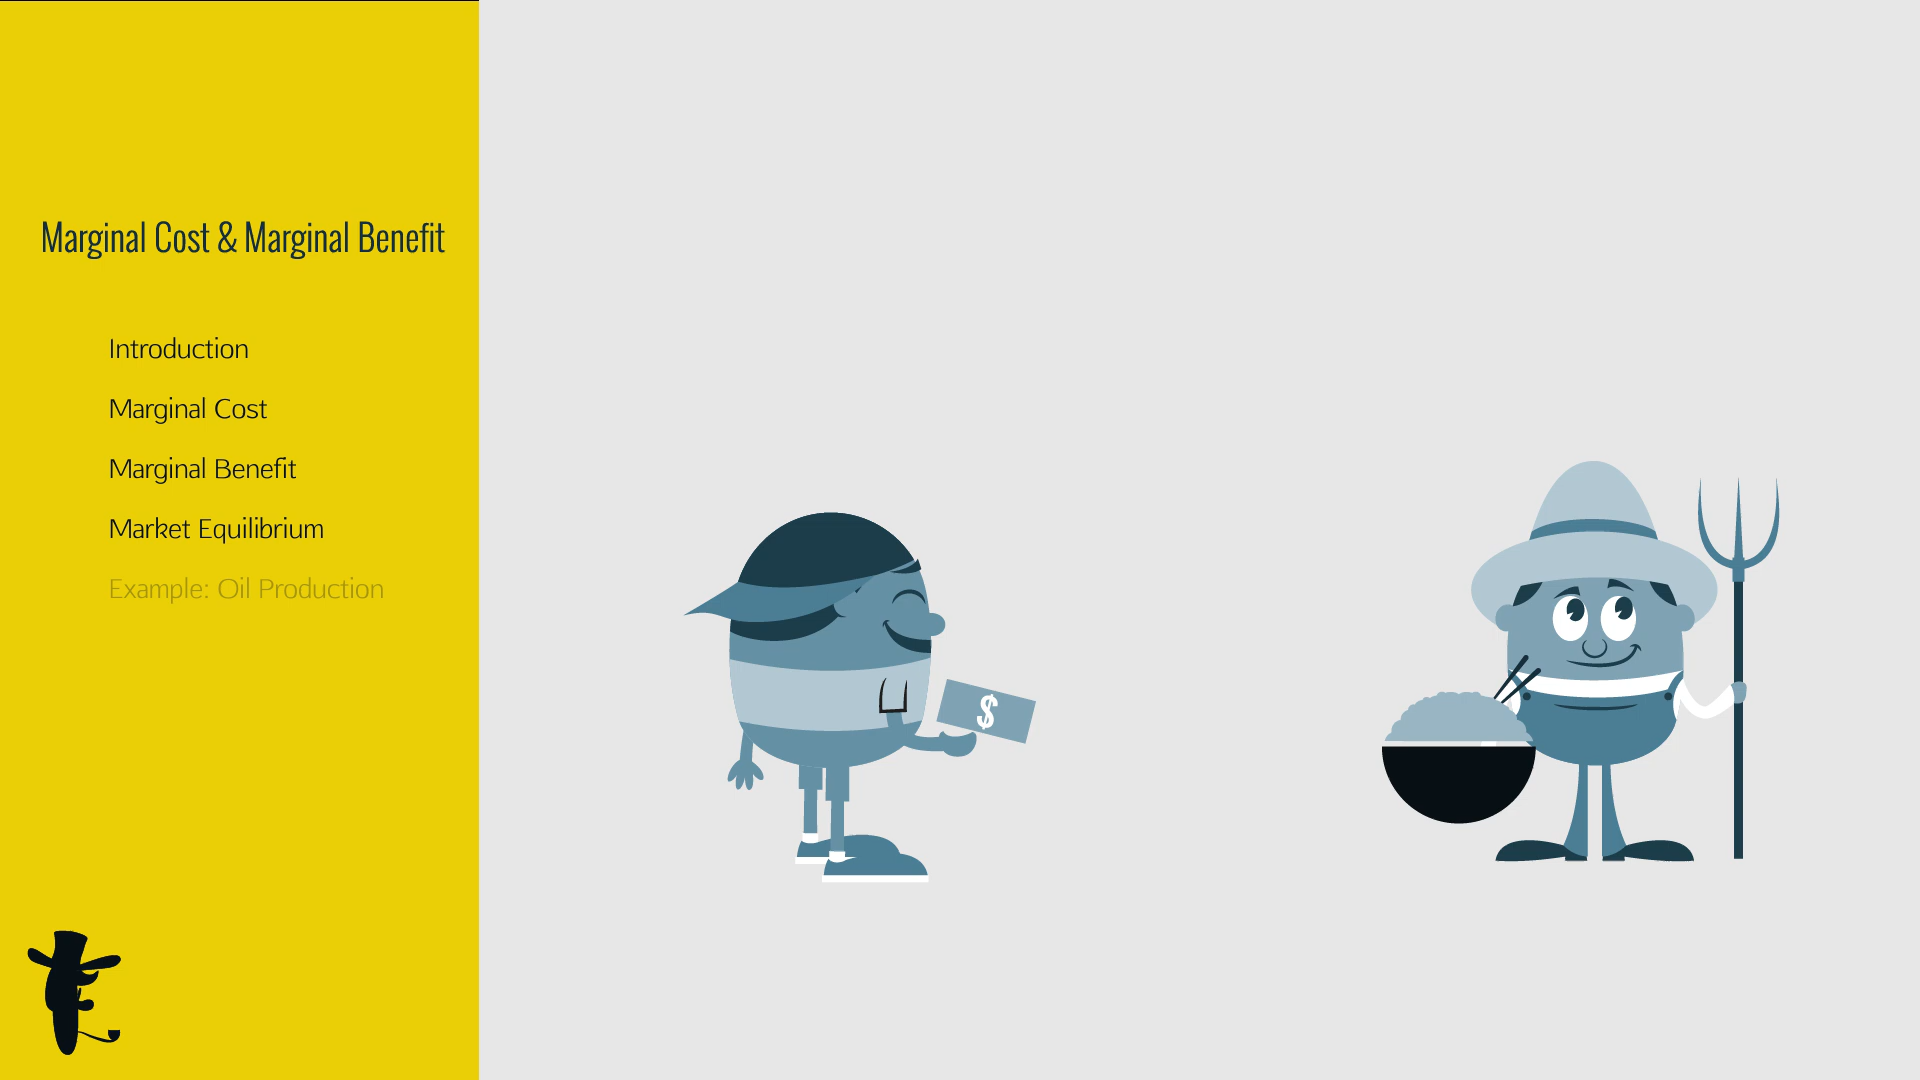 Marginal Cost & Marginal Benefit
Introduction
Marginal Cost
Marginal Benefit
Market Equilibrium
Example: Oil Production
$